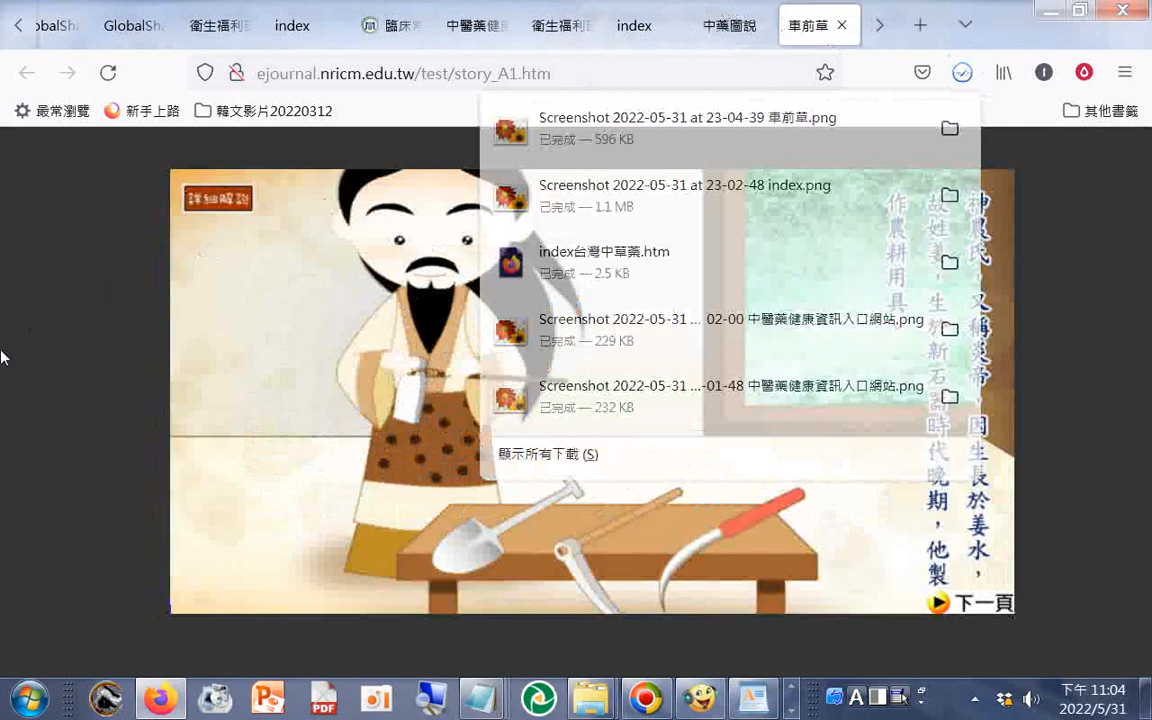 obalSh
GlobalSh
衛生福利部
index
臨床
中醫藥健康
衛生福利部
index
中藥圖說
車前草
ejournal.nricm.edu.tw/test/story_A1.htm
最常瀏覽
新手上路
韓文影片20220312
其他書籤
Screenshot 2022-05-31 at 23-04-39 車前草.png
已完成 — 596 KB
Screenshot 2022-05-31 at 23-02-48 index.png
已完成 — 1.1 MB
index台灣中草藥.htm
已完成 — 2.5 KB
Screenshot 2022-05-31 ... 02-00 中醫藥健康資訊入口網站.png
已完成 — 229 KB
Screenshot 2022-05-31 ...-01-48 中醫藥健康資訊入口網站.png
已完成 — 232 KB
顯示所有下載 (S)
詳細解說
神農氏，又稱炎帝，因生長於姜水，
故姓姜，生於新石器時代晚期，他製
作農耕用具
下一頁
PDF
A
下午 11:04
2022/5/31